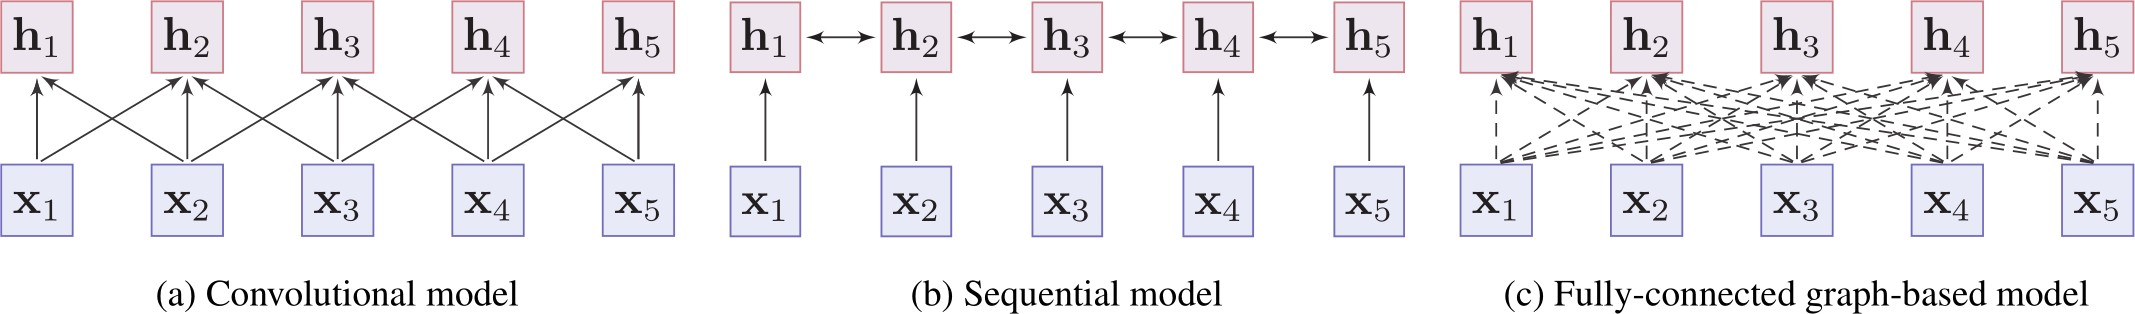 h₁ h₂ h₃ h₄ h₅ h₁ h₂ h₃ h₄ h₅ h₁ h₂ h₃ h₄ h₅
x₁ x₂ x₃ x₄ x₅ x₁ x₂ x₃ x₄ x₅ x₁ x₂ x₃ x₄ x₅
(a) Convolutional model (b) Sequential model (c) Fully-connected graph-based model